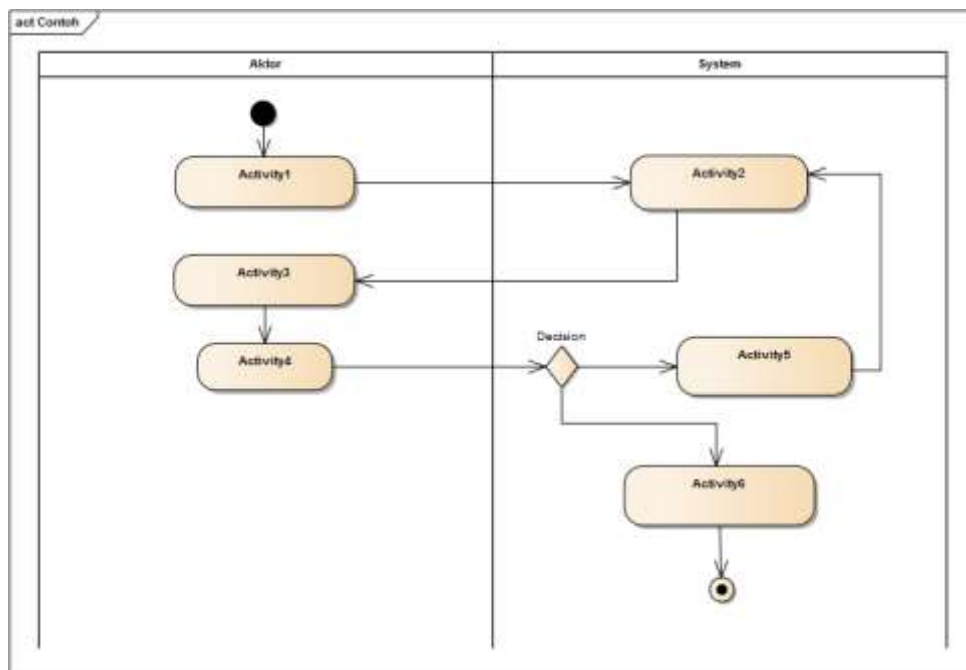 act Contoh
Aktor
System
Activity1
Activity2
Activity3
Decision
Activity4
Activity5
Activity6